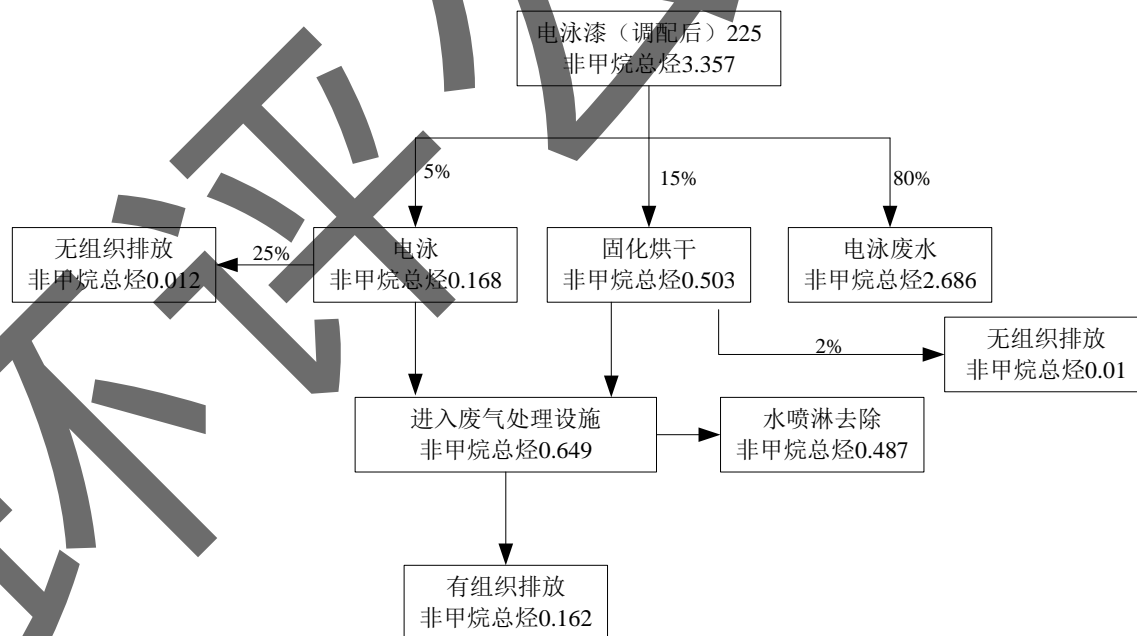 电泳漆（调配后）225
非甲烷总烃3.357
5%
15%
80%
无组织排放
非甲烷总烃0.012
25%
电泳
非甲烷总烃0.168
固化烘干
非甲烷总烃0.503
电泳废水
非甲烷总烃2.686
2%
无组织排放
非甲烷总烃0.01
进入废气处理设施
非甲烷总烃0.649
水喷淋去除
非甲烷总烃0.487
有组织排放
非甲烷总烃0.162
环评